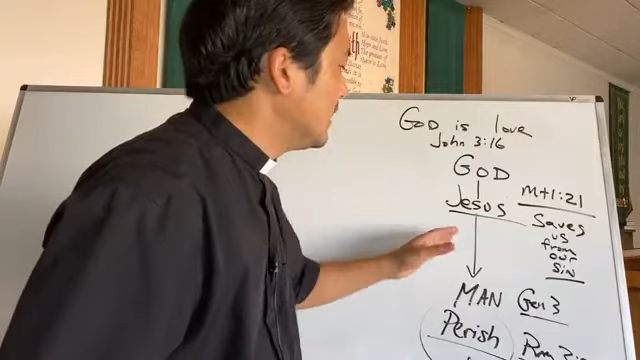 GOD is love
John 3:16
GOD
Jesus
mt1:21
Saves
us
from
our
sin
MAN
Gen 3
Perish